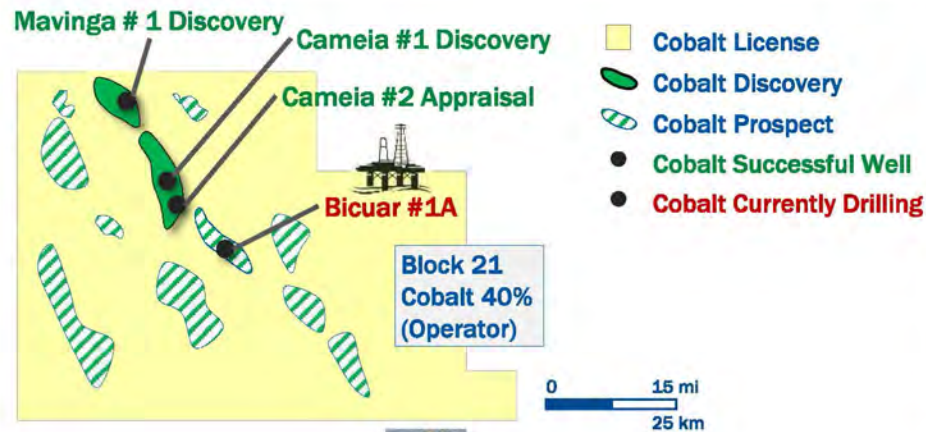 Mavinga # 1 Discovery
Cameia #1 Discovery
Cameia #2 Appraisal
Bicuar #1A
Block 21
Cobalt 40%
(Operator)
Cobalt License
Cobalt Discovery
Cobalt Prospect
Cobalt Successful Well
Cobalt Currently Drilling
0 15 mi
25 km